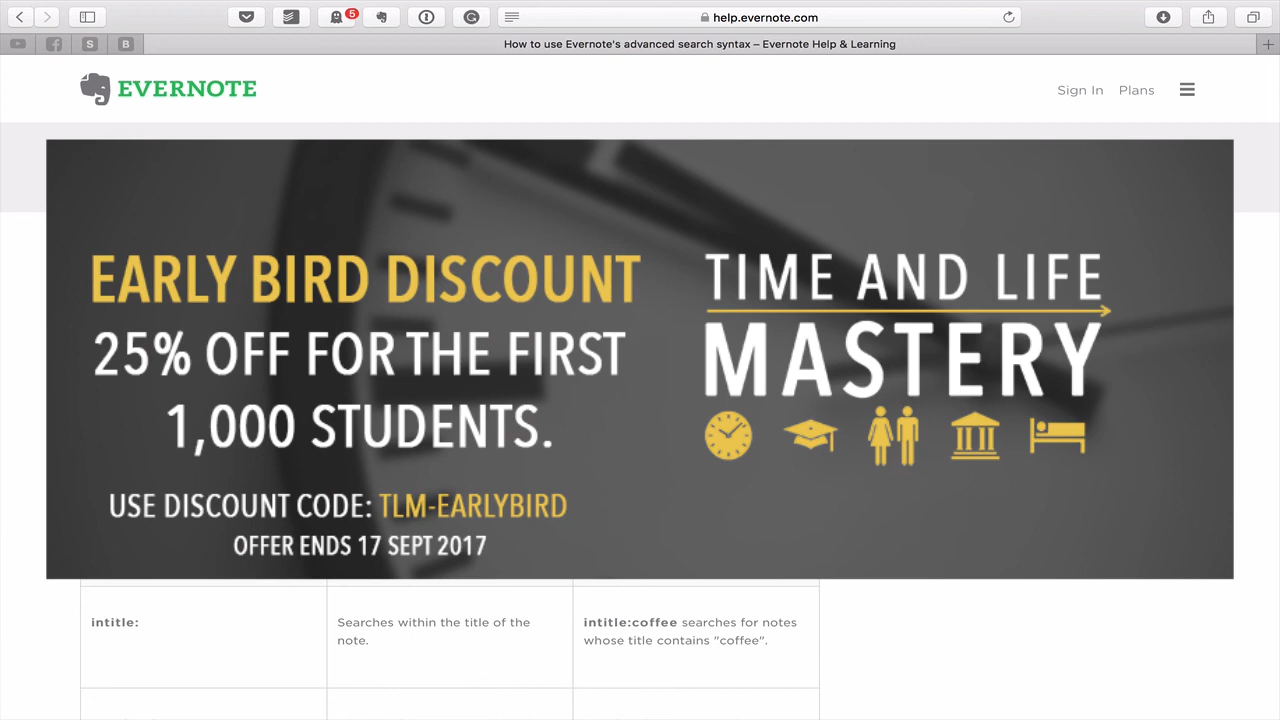 5
help.evernote.com
S
B
How to use Evernote's advanced search syntax – Evernote Help & Learning
EVERNOTE
Sign In Plans
EARLY BIRD DISCOUNT
25% OFF FOR THE FIRST
1,000 STUDENTS.
USE DISCOUNT CODE: TLM-EARLYBIRD
OFFER ENDS 17 SEPT 2017
TIME AND LIFE
MASTERY
intitle:
Searches within the title of the
note.
intitle:coffee searches for notes
whose title contains "coffee".